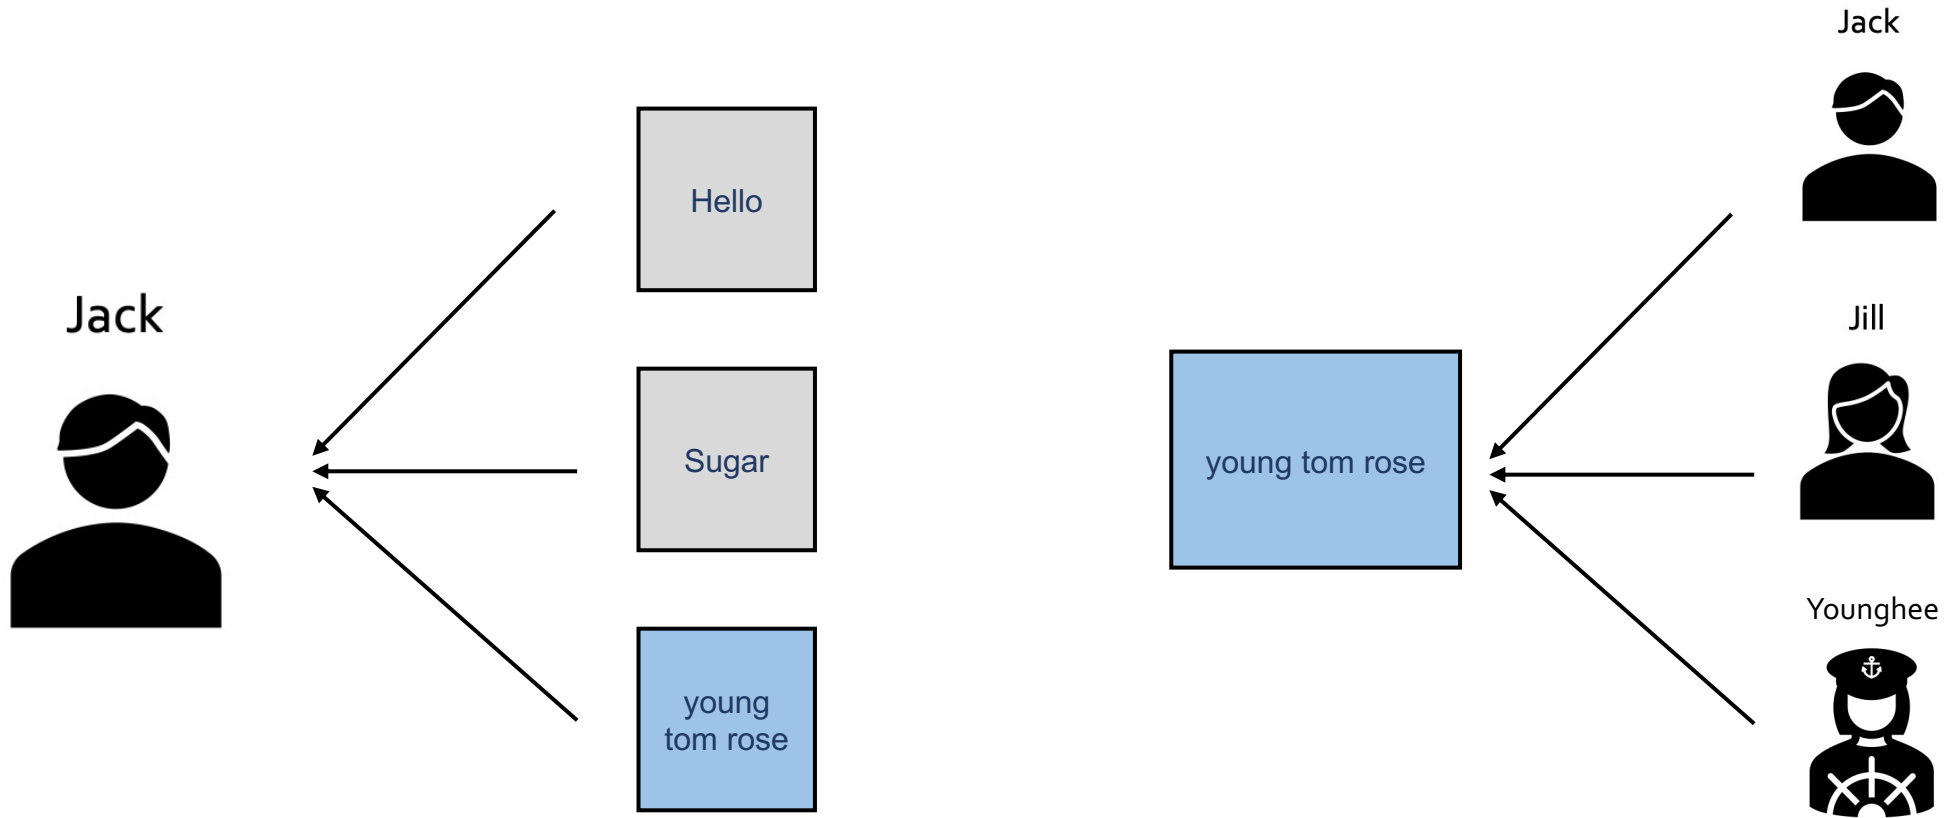 Jack
Hello
Sugar
young
tom rose
young tom rose
Jack
Jill
Younghee